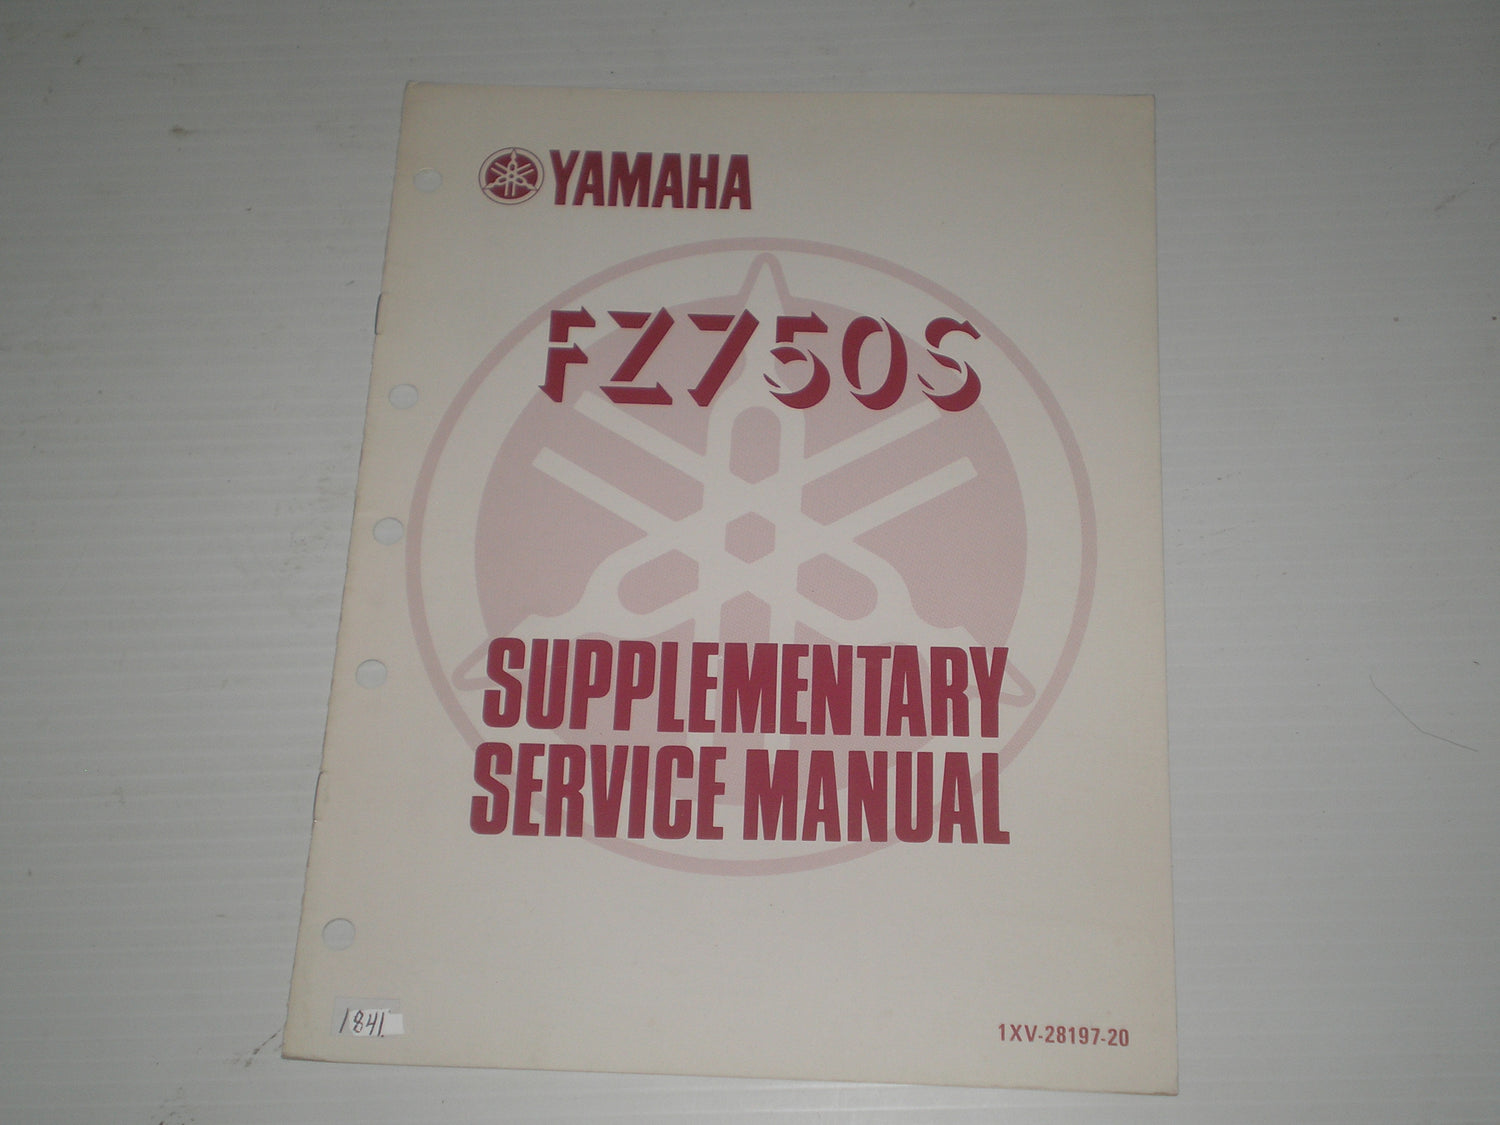 YAMAHA
FZ750S
SUPPLEMENTARY
SERVICE MANUAL
1841.
1XV-28197-20